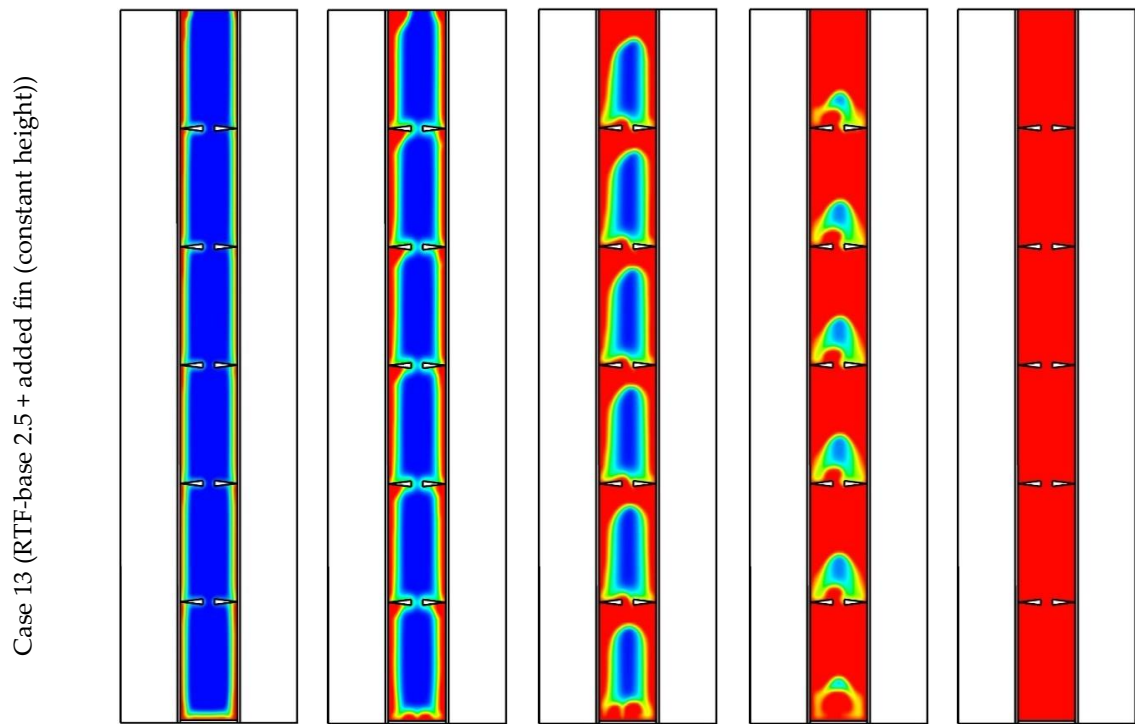 Case 13 (RTF-base 2.5 + added fin (constant height))